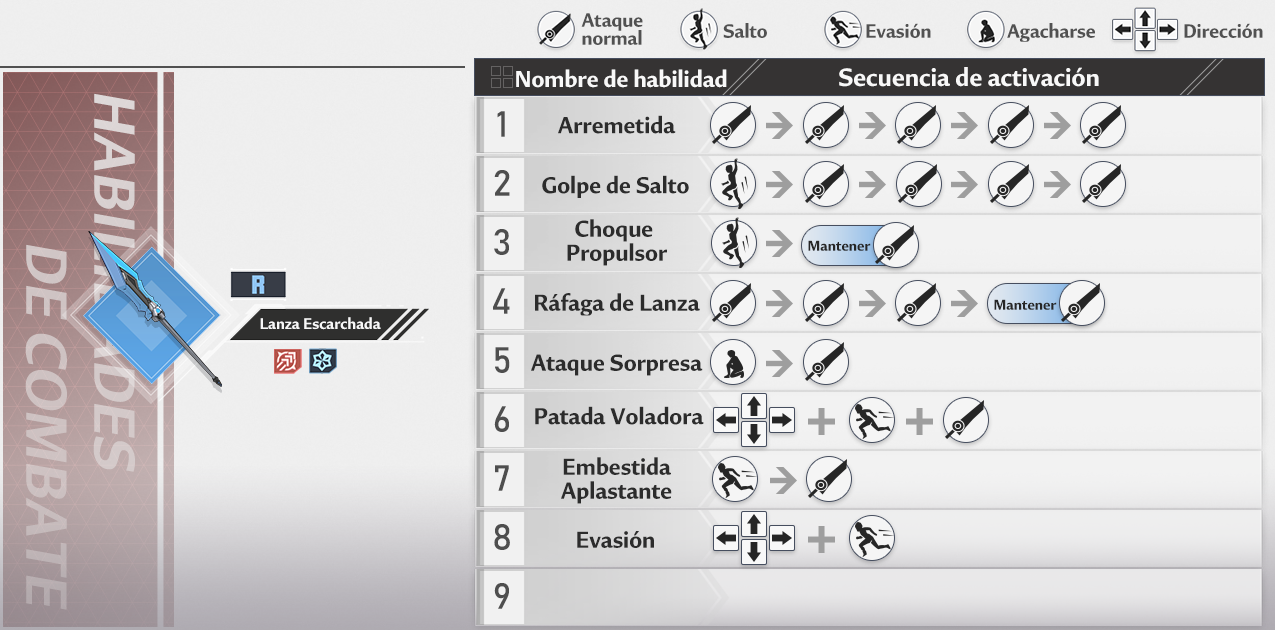 Ataque
normal
Salto
Evasión
Agacharse
Dirección
HABILIDADES
DE COMBATE
R
Lanza Escarchada
Nombre de habilidad
Secuencia de activación
1 Arremetida
2 Golpe de Salto
3 Choque
Propulsor
Mantener
4 Ráfaga de Lanza
Mantener
5 Ataque Sorpresa
6 Patada Voladora
7 Embestida
Aplastante
8 Evasión
9